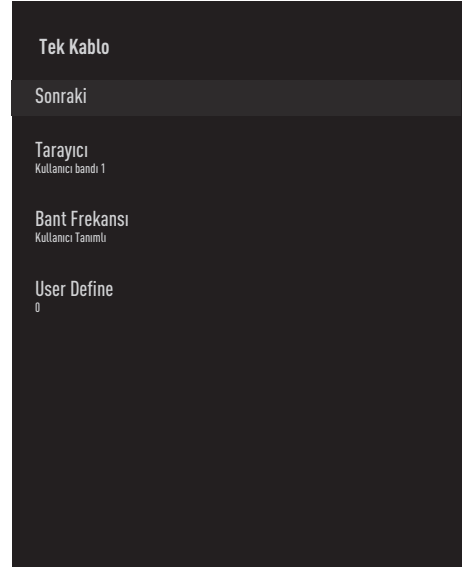 Tek Kablo
Sonraki
Tarayıcı
Kullanıcı bandı 1
Bant Frekansı
Kullanıcı Tanımlı
User Define
0